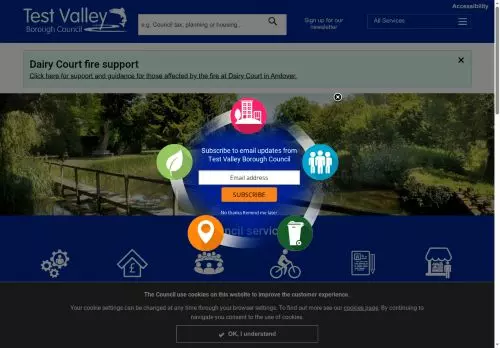 Accessibility
Test Valley
Borough Council
e.g. Council tax, planning or housing...
Sign up for our
newsletter
All Services
Dairy Court fire support
Click here for support and guidance for those affected by the fire at Dairy Court in Andover.
Subscribe to email updates from
Test Valley Borough Council
Email address
SUBSCRIBE
No thanks Remind me later
ncil servic
The Council use cookies on this website to improve the customer experience.
Your cookie settings can be changed at any time through your browser settings. To find out more see our cookies page. By continuing to
navigate you consent to the use of cookies.
OK, I understand